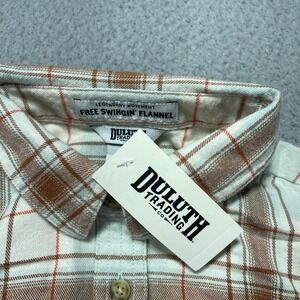 LEGENDARY MOVEMENT
FREE SWINGIN' FLANNEL
DULUTH
TRADING
DULUTH
TRADING
CO